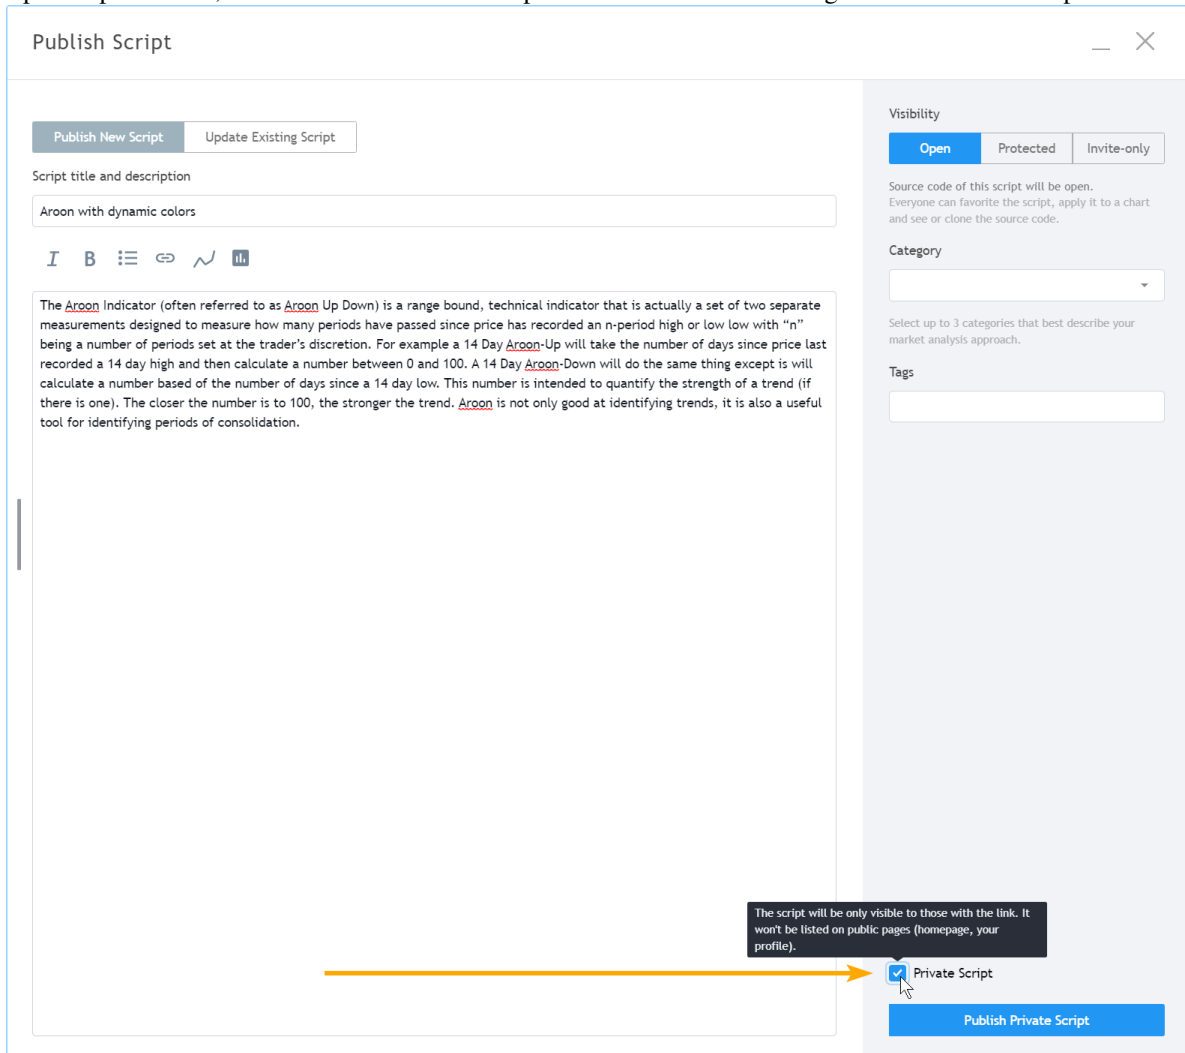 Publish Script
Publish New Script
Update Existing Script
Script title and description
Aroon with dynamic colors
I B
The Aroon Indicator (often referred to as Aroon Up Down) is a range bound, technical indicator that is actually a set of two separate
measurements designed to measure how many periods have passed since price has recorded an n-period high or low low with “n”
being a number of periods set at the trader’s discretion. For example a 14 Day Aroon-Up will take the number of days since price last
recorded a 14 day high and then calculate a number between 0 and 100. A 14 Day Aroon-Down will do the same thing except is will
calculate a number based of the number of days since a 14 day low. This number is intended to quantify the strength of a trend (if
there is one). The closer the number is to 100, the stronger the trend. Aroon is not only good at identifying trends, it is also a useful
tool for identifying periods of consolidation.
Visibility
Open
Protected
Invite-only
Source code of this script will be open.
Everyone can favorite the script, apply it to a chart
and see or clone the source code.
Category
Select up to 3 categories that best describe your
market analysis approach.
Tags
The script will be only visible to those with the link. It
won't be listed on public pages (homepage, your
profile).
Private Script
Publish Private Script